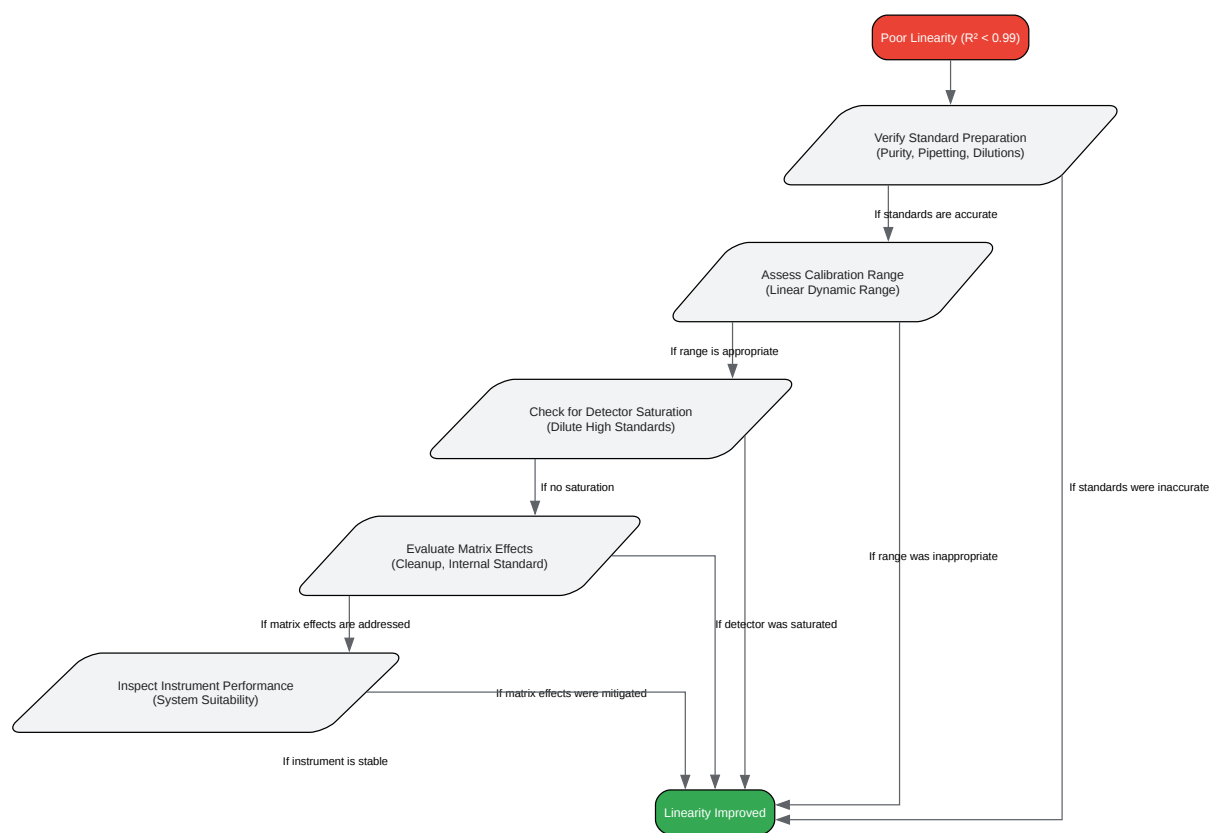 Poor Linearity (R² < 0.99)
Verify Standard Preparation
(Purity, Pipetting, Dilutions)
If standards are accurate
Assess Calibration Range
(Linear Dynamic Range)
If range is appropriate
Check for Detector Saturation
(Dilute High Standards)
If no saturation
If standards were inaccurate
Evaluate Matrix Effects
(Cleanup, Internal Standard)
If range was inappropriate
If matrix effects are addressed
If detector was saturated
Inspect Instrument Performance
(System Suitability)
If matrix effects were mitigated
If instrument is stable
Linearity Improved